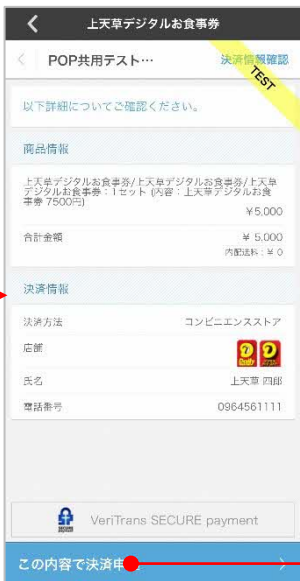 上天草デジタルお食事券
POP共用テスト…
決済情報確認
TEST
以下詳細についてご確認ください。
商品情報
上天草デジタルお食事券/上天草デジタルお食事券/上天草
デジタルお食事券：1セット (内容：上天草デジタルお食
事券 7500円)
¥5,000
合計金額
¥ 5,000
内配送料：¥ 0
決済情報
決済方法
コンビニエンスストア
店舗
Daily
氏名
上天草 四郎
電話番号
0964561111
VeriTrans SECURE payment
この内容で決済申